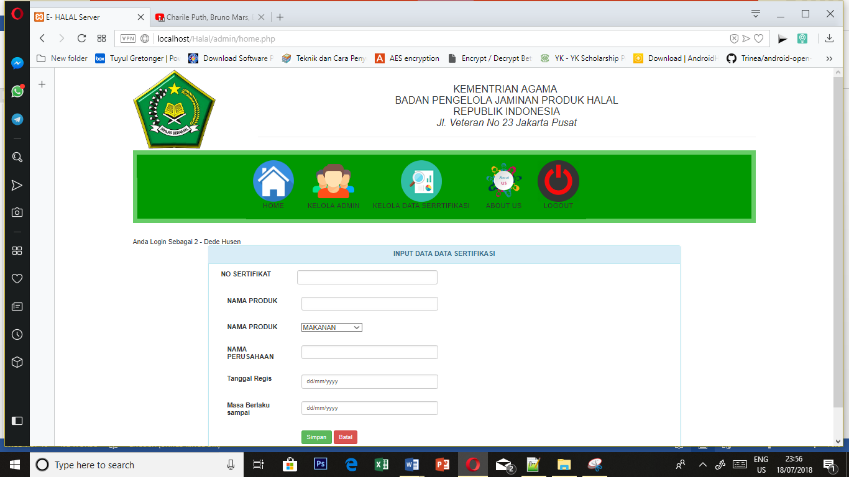 E- HALAL Server
Charlie Puth, Bruno Mars,
VPN localhost/Halal/admin/home.php
New folder
Tuyul Gretonger | Po
Download Software F
Teknik dan Cara Peny
AES encryption
Encrypt / Decrypt Bes
YK - YK - Scholarship P
Download | Android
Trinea/android-open-
KEMENTRIAN AGAMA
BADAN PENGELOLA JAMINAN PRODUK HALAL
REPUBLIK INDONESIA
Jl. Veteran No 23 Jakarta Pusat
HOME
KELOLA ADMIN
KELOLA DATA SERRTIFIKASI
ABOUT US
LOGOUT
Anda Login Sebagai 2 - Dede Husen
INPUT DATA DATA SERTIFIKASI
NO SERTIFIKAT
NAMA PRODUK
NAMA PRODUK MAKANAN
NAMA
PERUSAHAAN
Tanggal Regis dd/mm/yyyy
Masa Berlaku
sampai
dd/mm/yyyy
Simpan Batal
Type here to search
ENG
US
23:56
18/07/2018